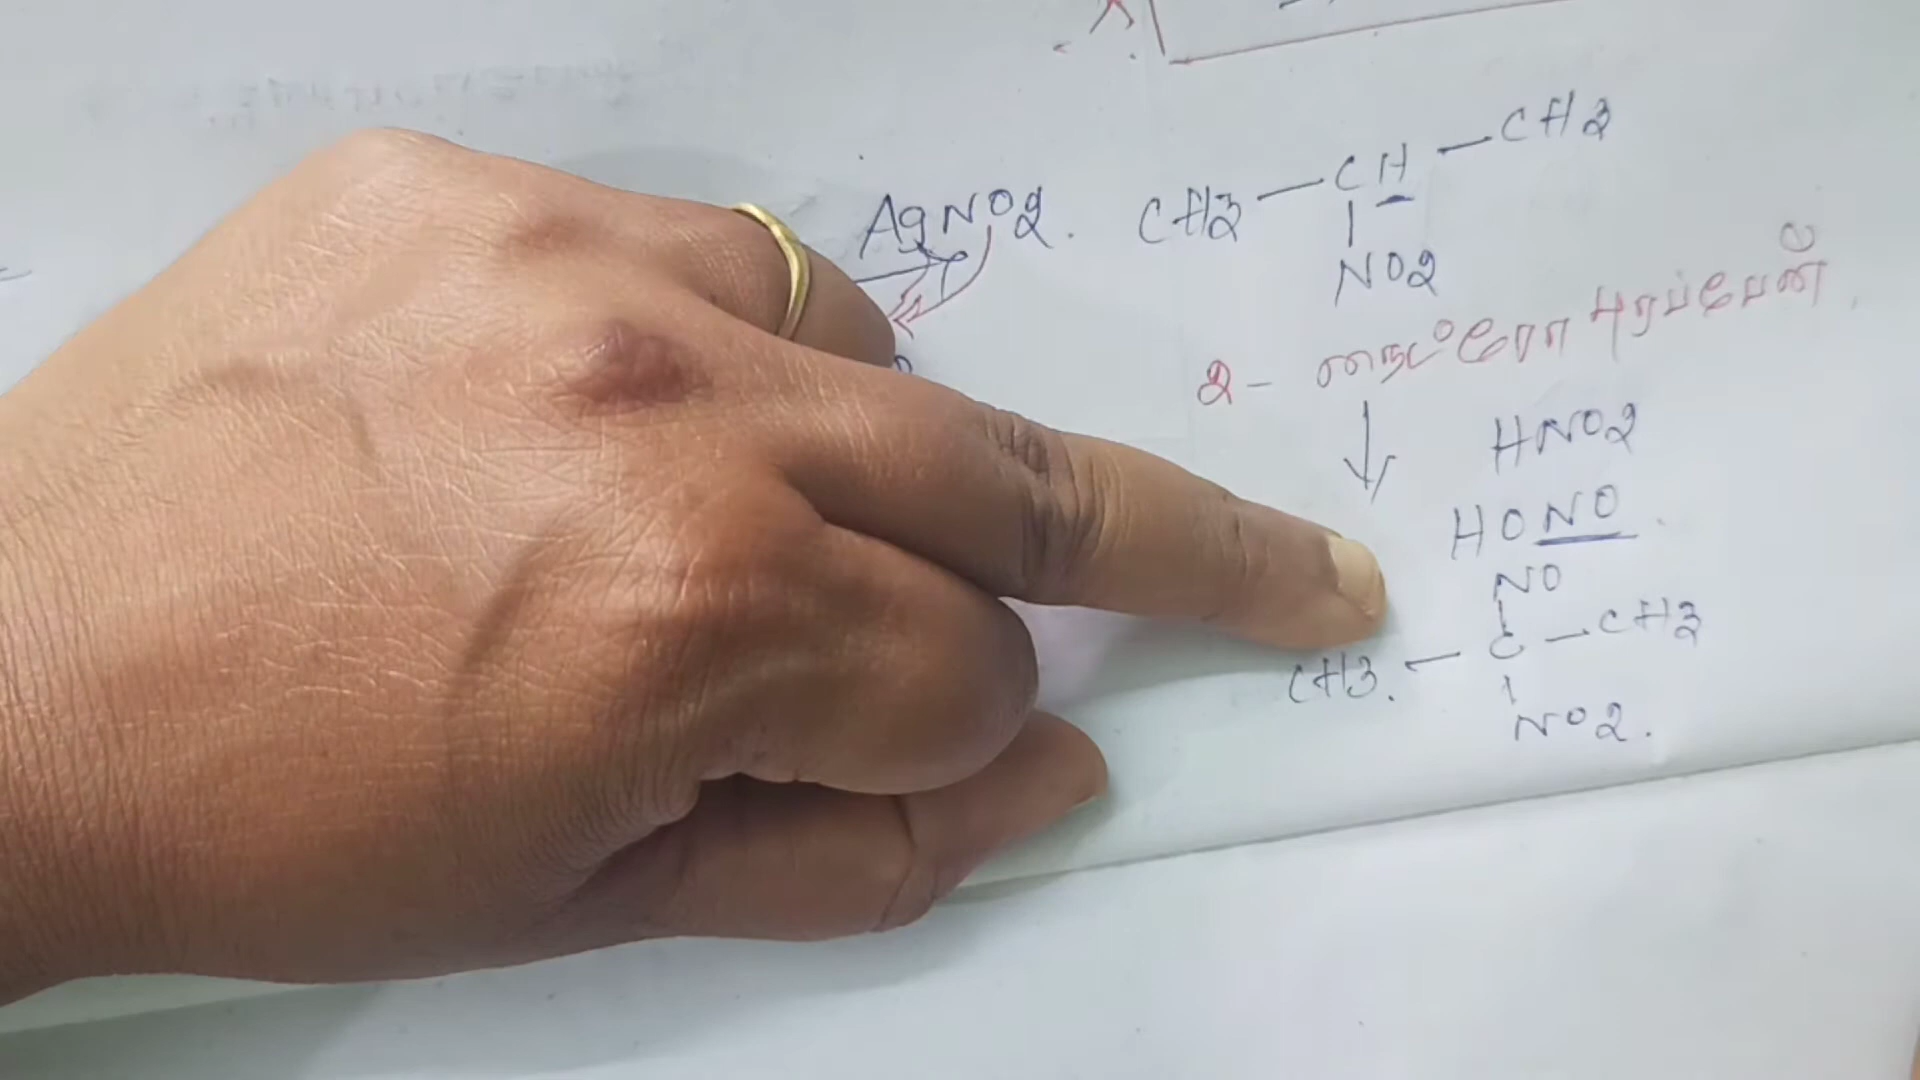 AgNO2. CH3 — CH — CH3
NO2
2 - நைட்ரோ புரப்பேன்
HNO2
HONO
NO
CH3. — C — CH3
NO2.